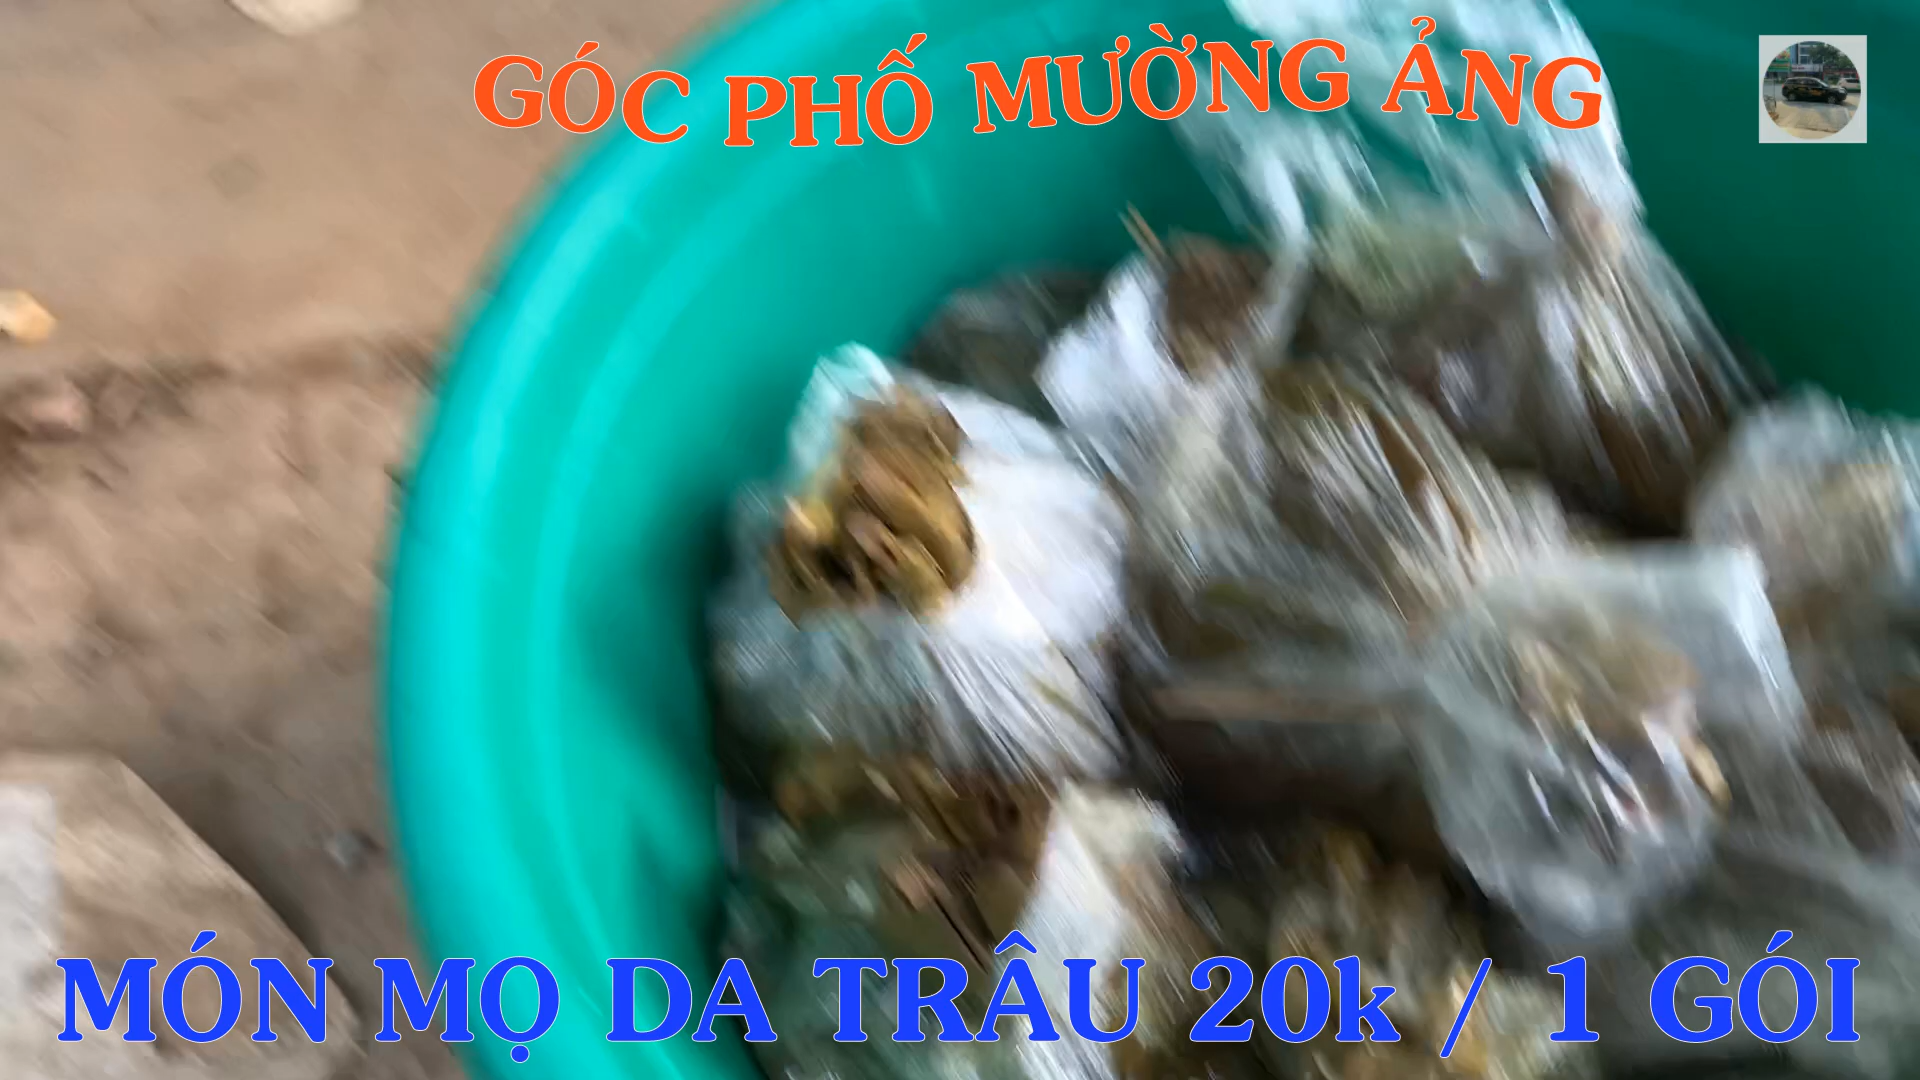 GÓC PHỐ MƯỜNG ẢNG
MÓN MỌ DA TRÂU 20k / 1 GÓI